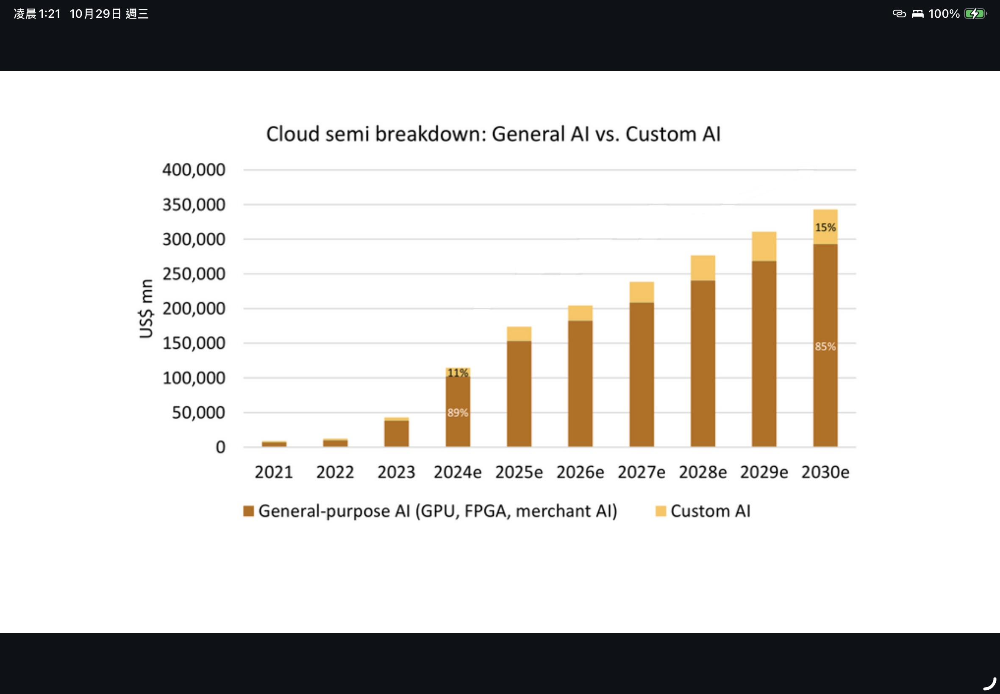 凌晨1:21 10月29日 週三
100%
Cloud semi breakdown: General AI vs. Custom AI
400,000
350,000
300,000
250,000
200,000
150,000
100,000
50,000
0
US$ mn
11%
89%
15%
85%
2021 2022 2023 2024e 2025e 2026e 2027e 2028e 2029e 2030e
General-purpose AI (GPU, FPGA, merchant AI) Custom AI